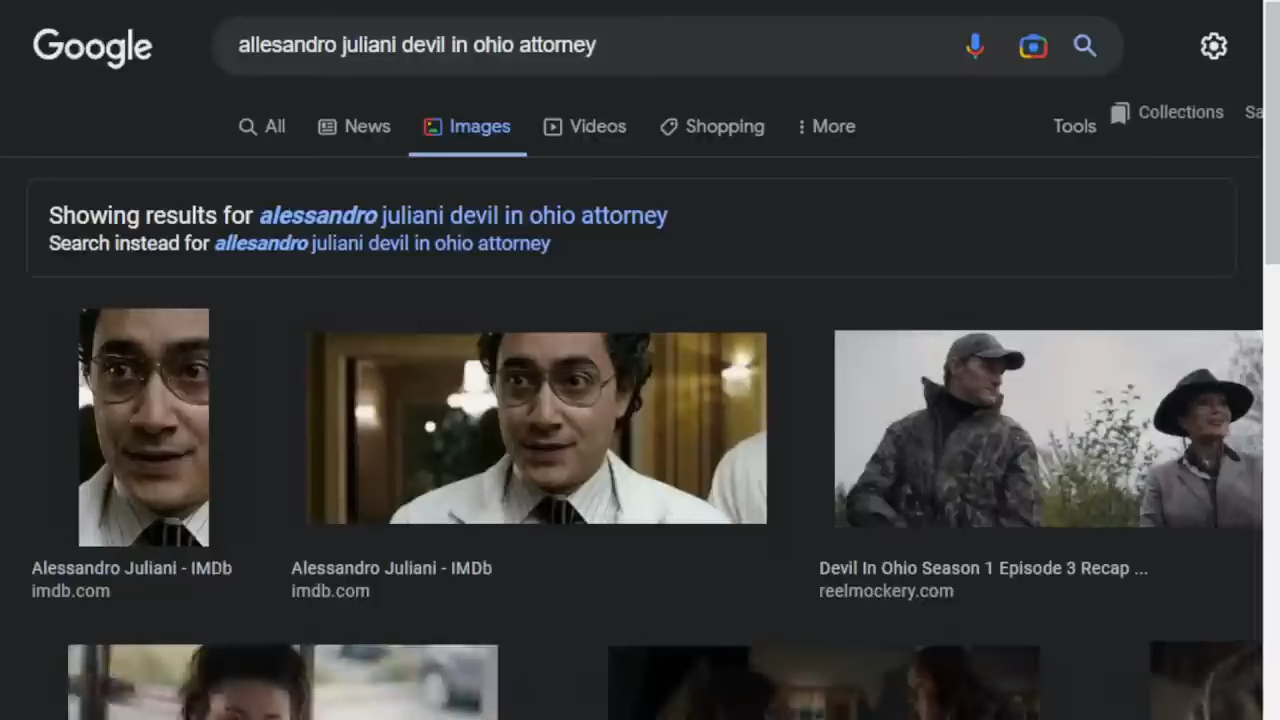 Google
allesandro juliani devil in ohio attorney
All News Images Videos Shopping More Tools Collections Sa
Showing results for alessandro juliani devil in ohio attorney
Search instead for allesandro juliani devil in ohio attorney
Alessandro Juliani - IMDb
imdb.com
Alessandro Juliani - IMDb
imdb.com
Devil In Ohio Season 1 Episode 3 Recap ...
reelmockery.com